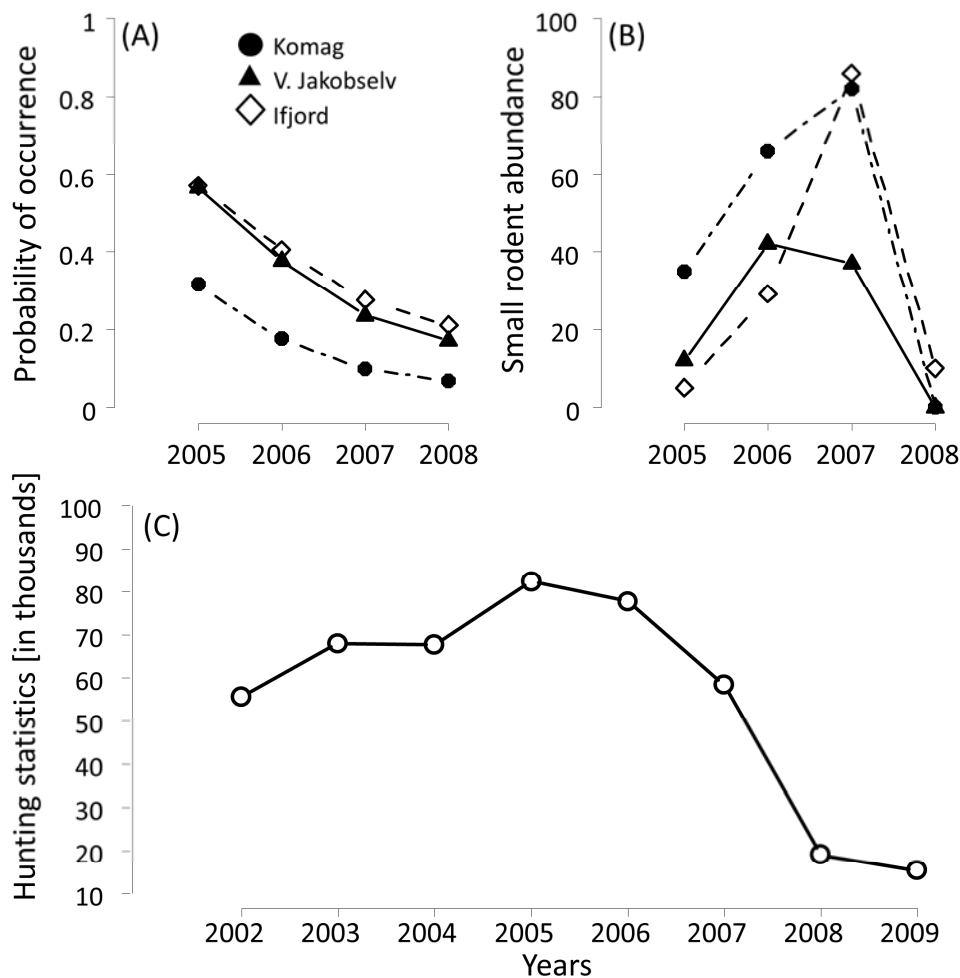 (A)
Komag
V. Jakobselv
Ifjord
Probability of occurrence
1
0.8
0.6
0.4
0.2
0
2005 2006 2007 2008
(B)
Small rodent abundance
100
80
60
40
20
0
2005 2006 2007 2008
(C)
Hunting statistics [in thousands]
100
90
80
70
60
50
40
30
20
10
2002 2003 2004 2005 2006 2007 2008 2009
Years